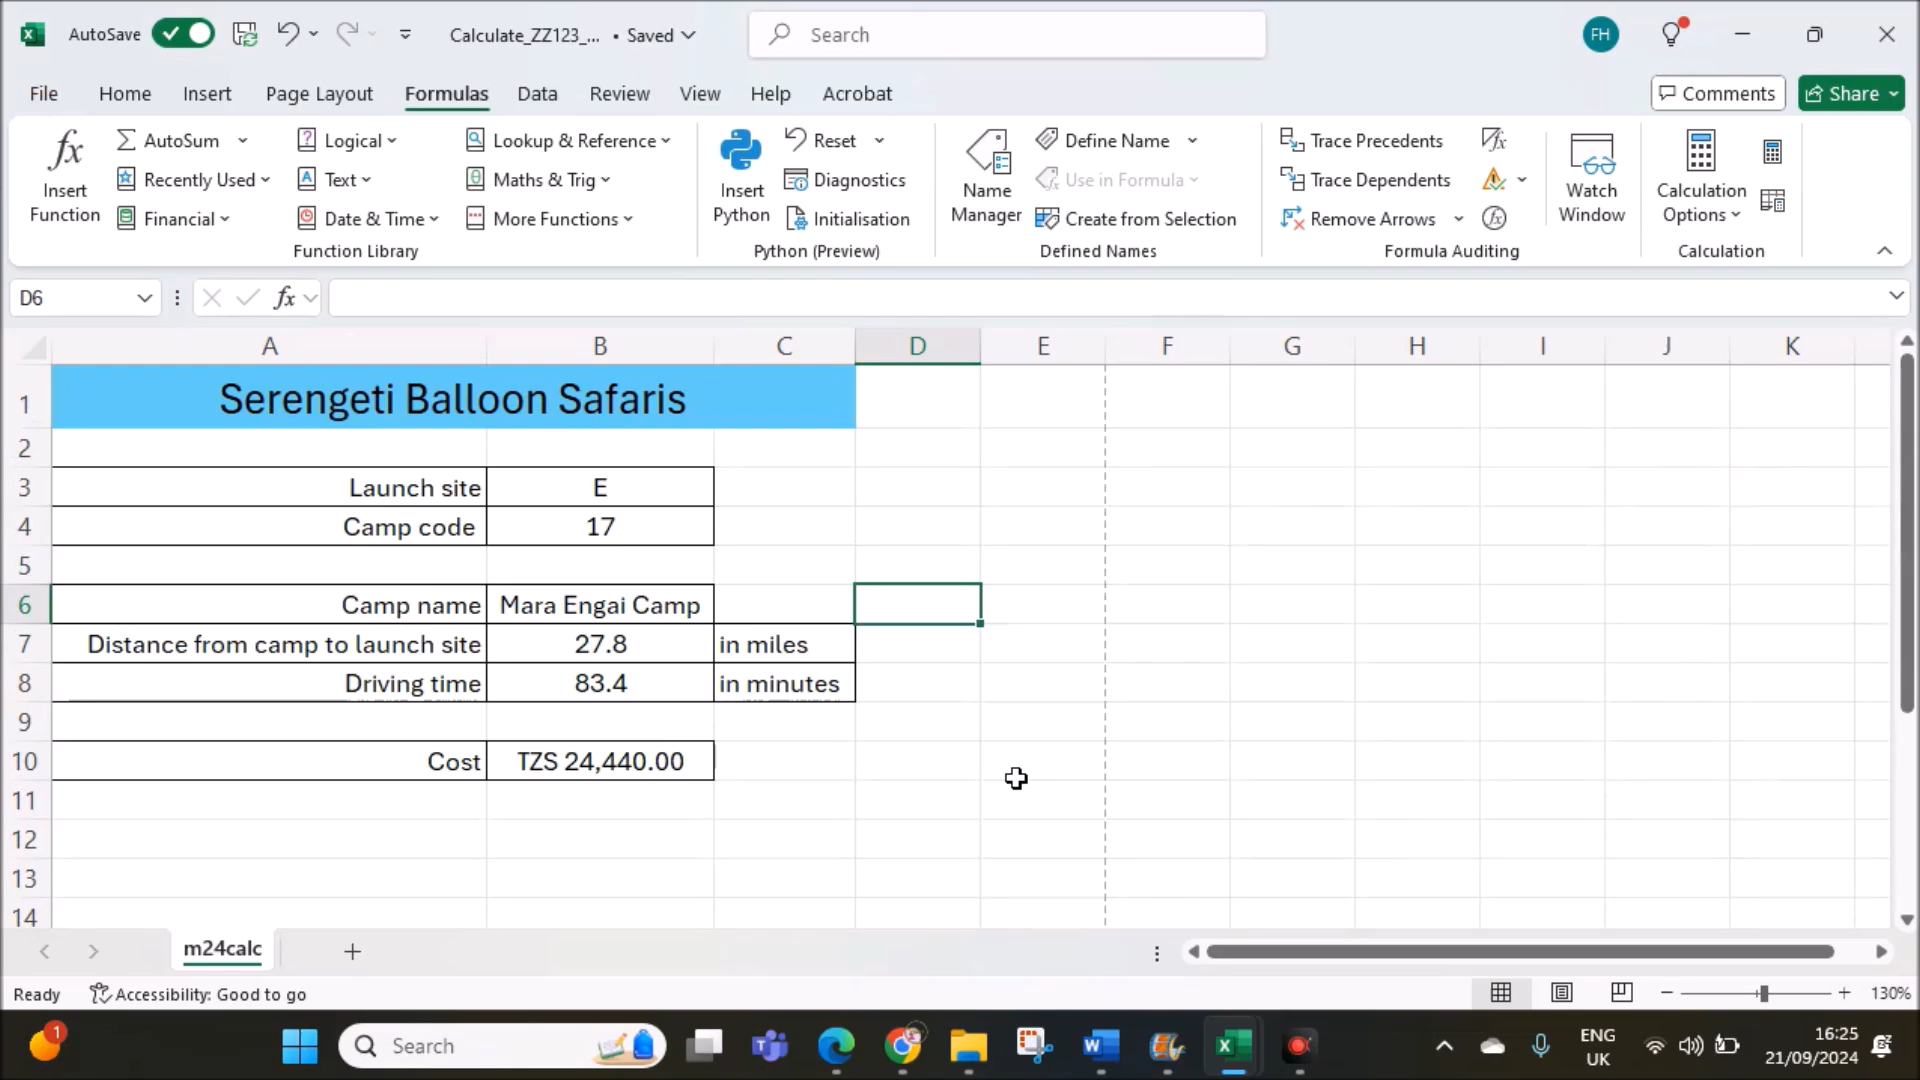 AutoSave
Calculate_ZZ123_... • Saved
Search
FH
File Home Insert Page Layout Formulas Data Review View Help Acrobat
Comments Share
fx
Insert
Function
AutoSum
Recently Used
Financial
Logical
Text
Date & Time
Lookup & Reference
Maths & Trig
More Functions
Function Library
Insert
Python
Reset
Diagnostics
Initialisation
Python (Preview)
Name
Manager
Define Name
Use in Formula
Create from Selection
Defined Names
Trace Precedents
Trace Dependents
Remove Arrows
Formula Auditing
Watch
Window
Calculation
Options
Calculation
D6 fx
A B C D E F G H I J K
1 Serengeti Balloon Safaris
2
3 Launch site E
4 Camp code 17
5
6 Camp name Mara Engai Camp
7 Distance from camp to launch site 27.8 in miles
8 Driving time 83.4 in minutes
9
10 Cost TZS 24,440.00
11
12
13
14
m24calc
Ready Accessibility: Good to go 130%
1
Search
ENG
UK
16:25
21/09/2024